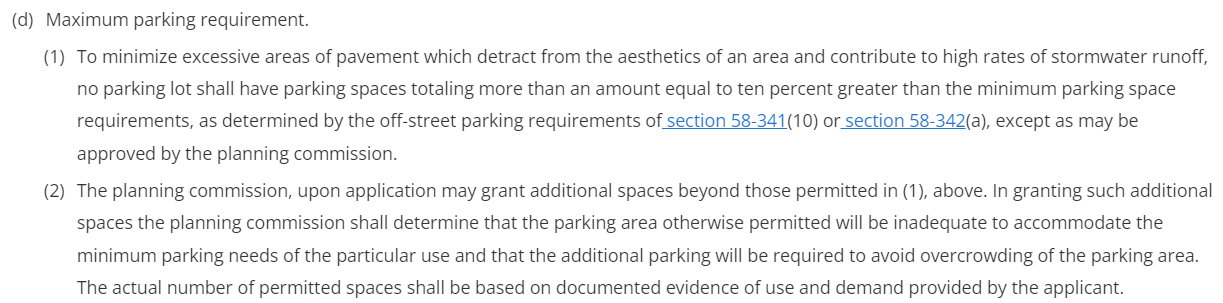 (d) Maximum parking requirement.
(1) To minimize excessive areas of pavement which detract from the aesthetics of an area and contribute to high rates of stormwater runoff,
no parking lot shall have parking spaces totaling more than an amount equal to ten percent greater than the minimum parking space
requirements, as determined by the off-street parking requirements of section 58-341(10) or section 58-342(a), except as may be
approved by the planning commission.
(2) The planning commission, upon application may grant additional spaces beyond those permitted in (1), above. In granting such additional
spaces the planning commission shall determine that the parking area otherwise permitted will be inadequate to accommodate the
minimum parking needs of the particular use and that the additional parking will be required to avoid overcrowding of the parking area.
The actual number of permitted spaces shall be based on documented evidence of use and demand provided by the applicant.